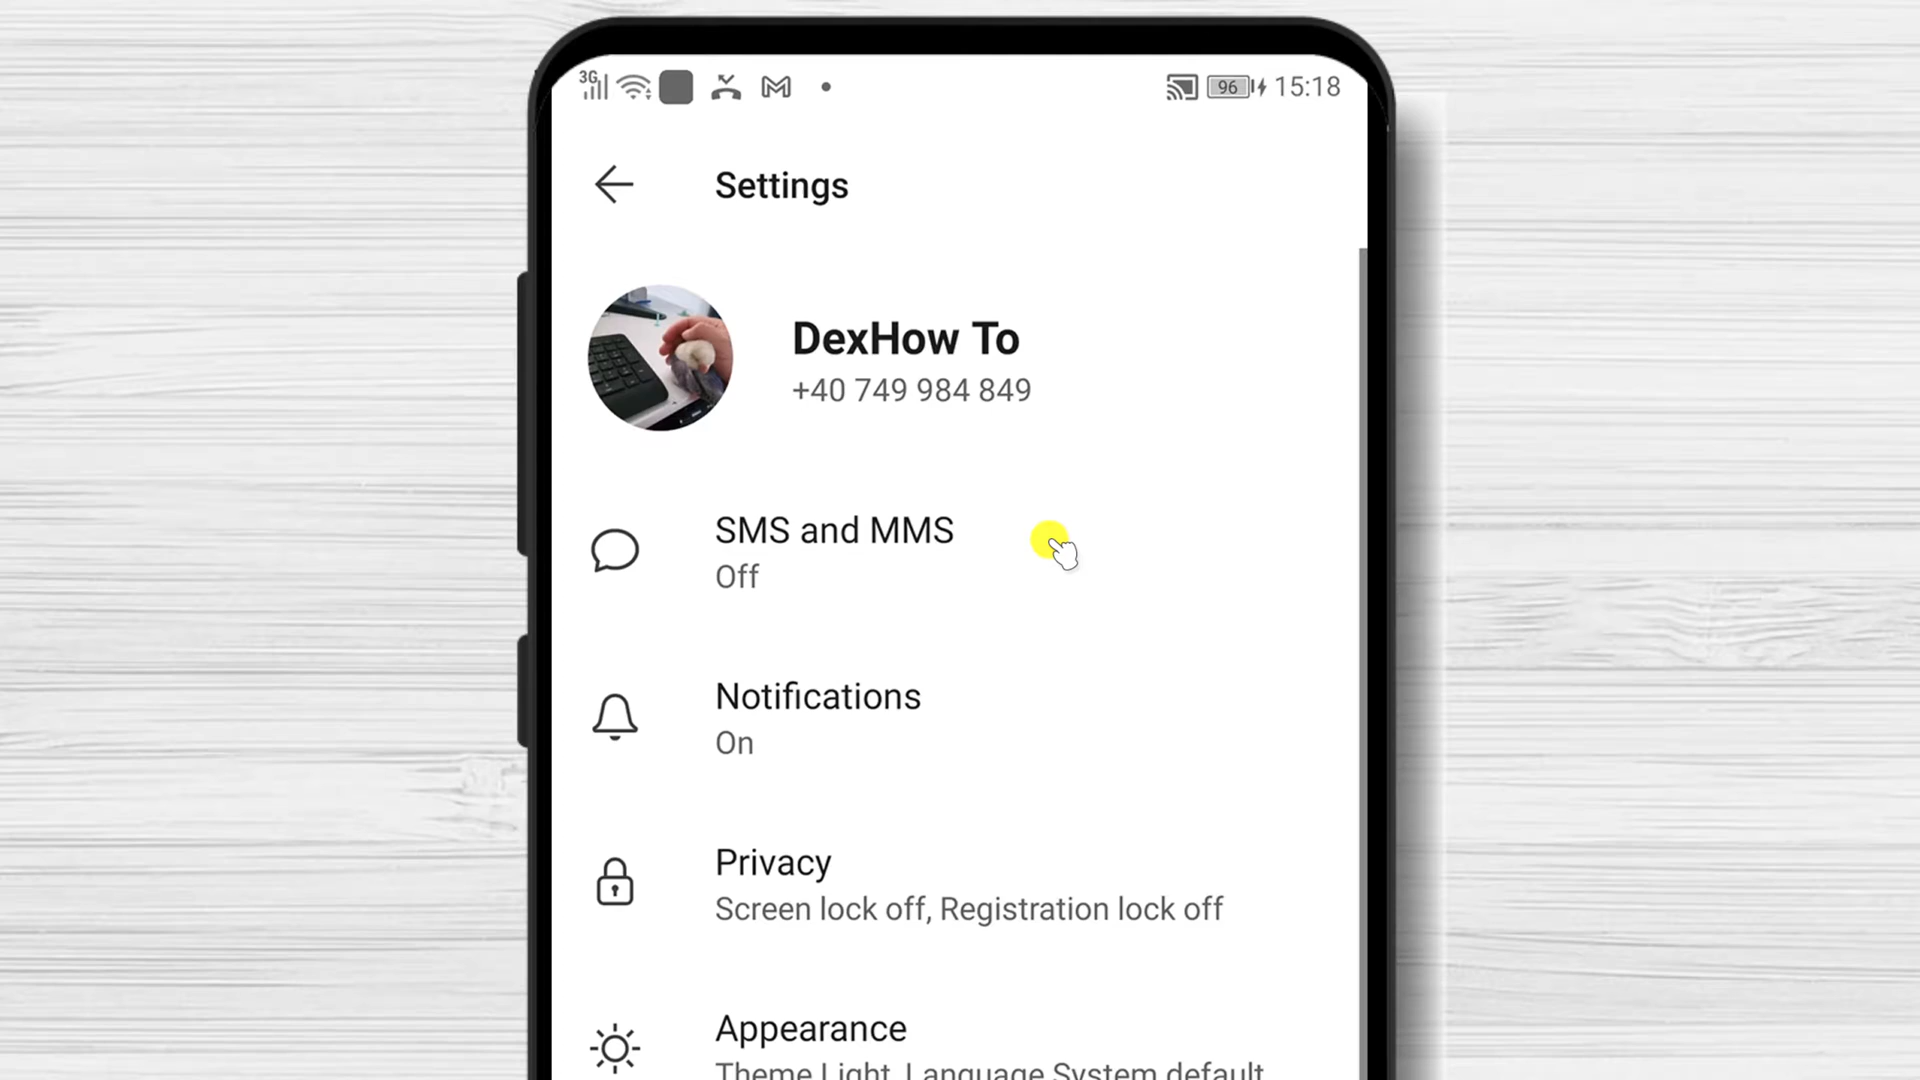 3G
96
15:18
Settings
DexHow To
+40 749 984 849
SMS and MMS
Off
Notifications
On
Privacy
Screen lock off, Registration lock off
Appearance
Theme Light, Language System default